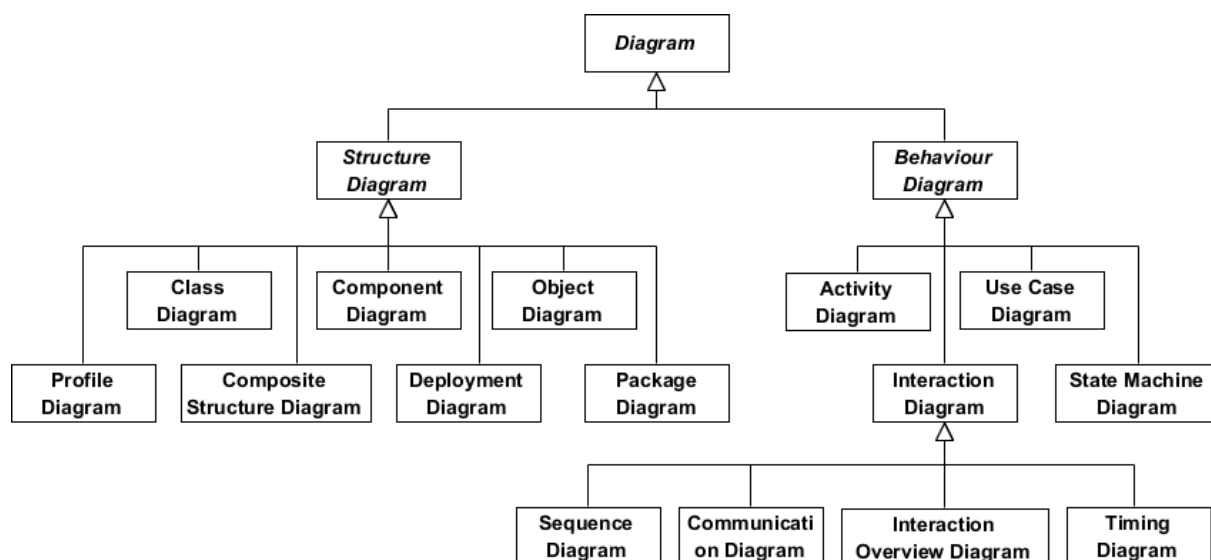 Diagram
Structure
Diagram
Behaviour
Diagram
Class
Diagram
Component
Diagram
Object
Diagram
Activity
Diagram
Use Case
Diagram
Profile
Diagram
Composite
Structure Diagram
Deployment
Diagram
Package
Diagram
Interaction
Diagram
State Machine
Diagram
Sequence
Diagram
Communicati
on Diagram
Interaction
Overview Diagram
Timing
Diagram